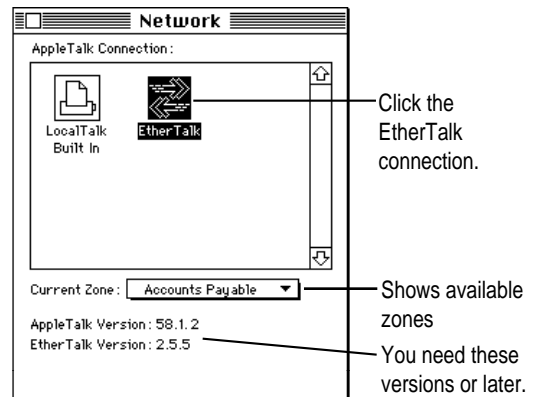 Network
AppleTalk Connection:
LocalTalk
Built In
EtherTalk
Click the
EtherTalk
connection.
Current Zone: Accounts Payable
Shows available
zones
AppleTalk Version: 58.1.2
EtherTalk Version: 2.5.5
You need these
versions or later.